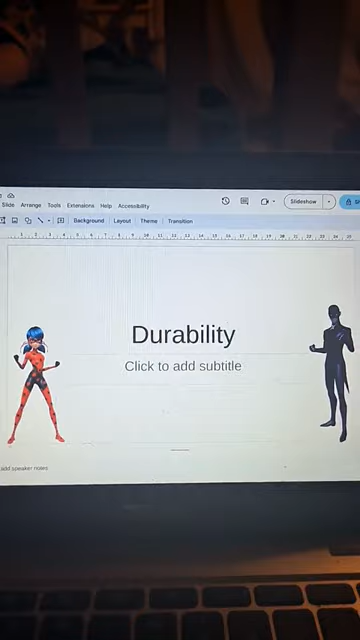 Slide Arrange Tools Extensions Help Accessibility
Slideshow
Background Layout Theme Transition
Durability
Click to add subtitle
add speaker notes